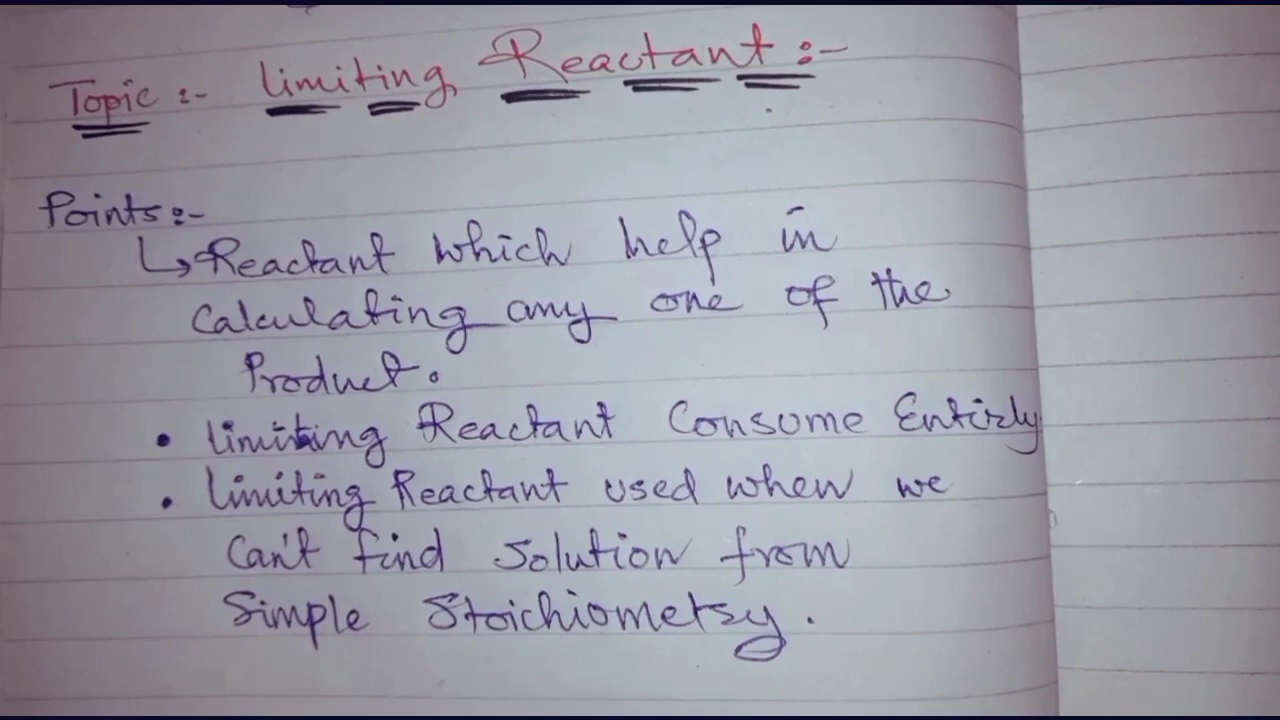 Topic :- limiting Reactant :-
Points :-
↳ Reactant which help in
Calculating any one of the
Product.
• limiting Reactant Consume Entirly
• Limiting Reactant used when we
Can't find Solution from
Simple Stoichiometry.